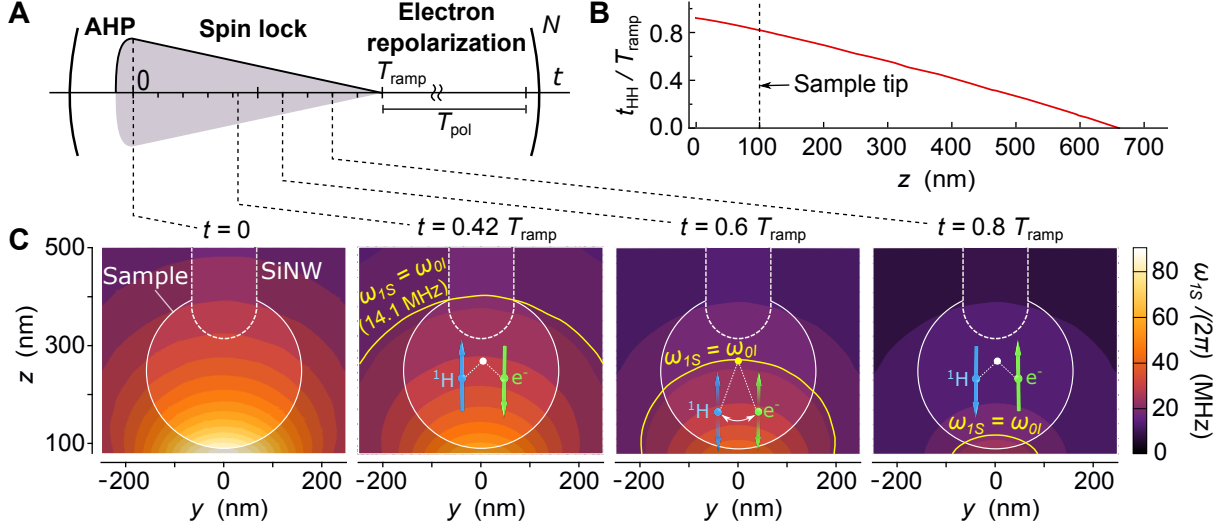 A
AHP
Spin lock
Electron
repolarization
N
0
T_ramp
t
T_pol
B
t_HH / T_ramp
0.8
0.4
0.0
Sample tip
0 100 200 300 400 500 600 700
z (nm)
C
t = 0
t = 0.42 T_ramp
t = 0.6 T_ramp
t = 0.8 T_ramp
z (nm)
500
300
100
Sample
SiNW
ω_1S = ω_0I
(14.1 MHz)
¹H
e⁻
ω_1S = ω_0I
¹H
e⁻
¹H
e⁻
ω_1S = ω_0I
-200 0 200
y (nm)
-200 0 200
y (nm)
-200 0 200
y (nm)
-200 0 200
y (nm)
80
60
40
20
0
ω_1S /(2π) (MHz)